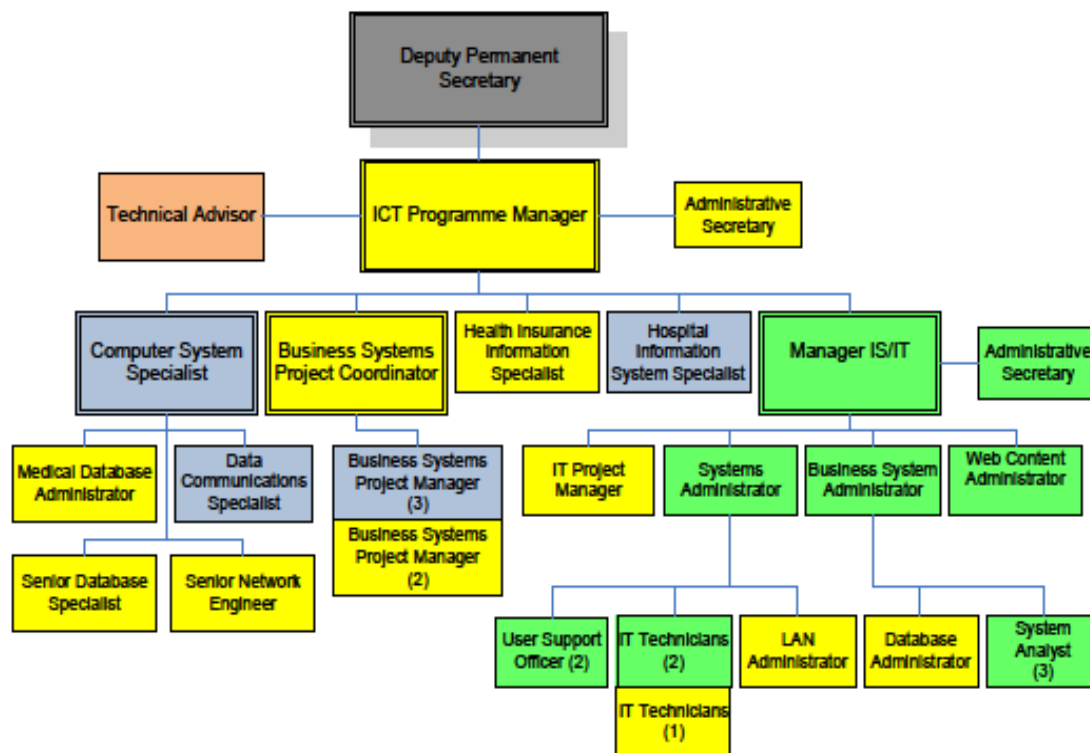 Deputy Permanent
Secretary
Technical Advisor
ICT Programme Manager
Administrative
Secretary
Computer System
Specialist
Business Systems
Project Coordinator
Health Insurance
Information
Specialist
Hospital
Information
System Specialist
Manager IS/IT
Administrative
Secretary
Medical Database
Administrator
Data
Communications
Specialist
Business Systems
Project Manager
(3)
Business Systems
Project Manager
(2)
IT Project
Manager
Systems
Administrator
Business System
Administrator
Web Content
Administrator
Senior Database
Specialist
Senior Network
Engineer
User Support
Officer (2)
IT Technicians
(2)
IT Technicians
(1)
LAN
Administrator
Database
Administrator
System
Analyst
(3)